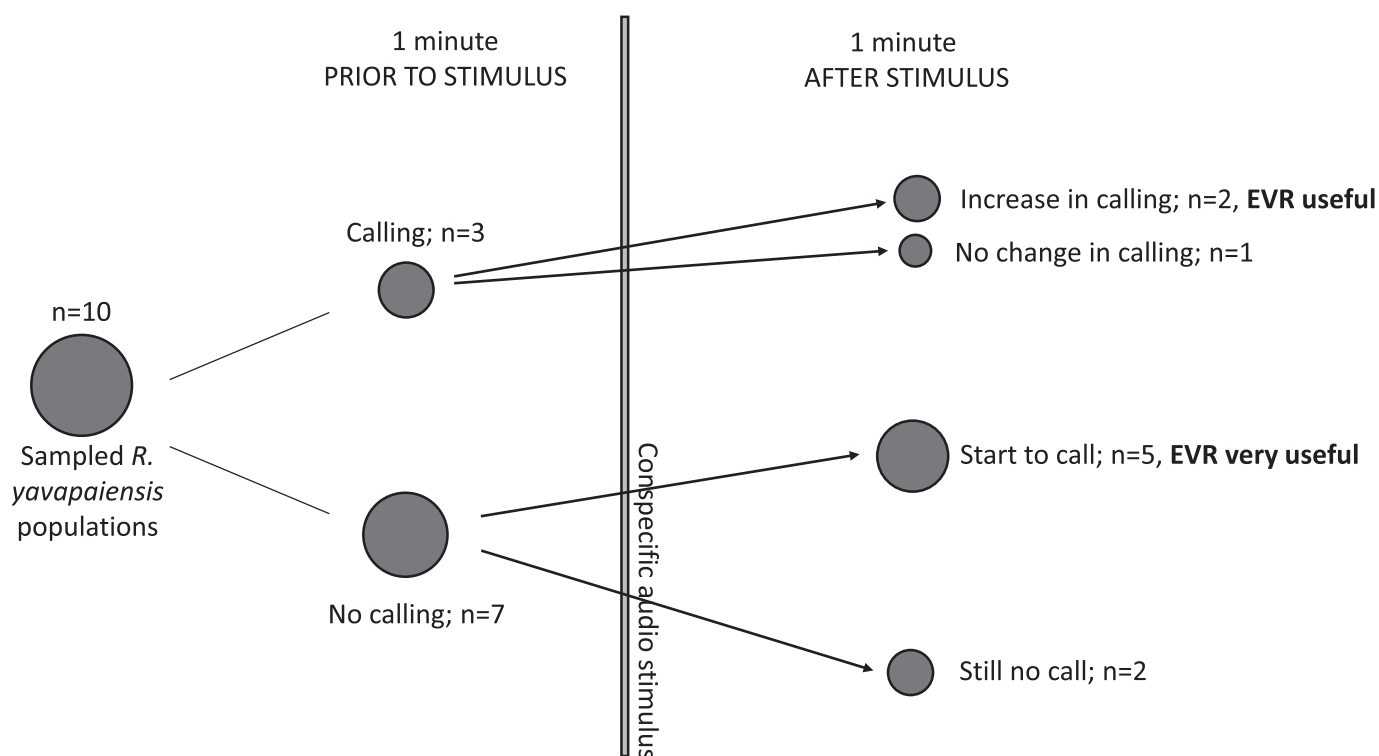 1 minute
PRIOR TO STIMULUS
1 minute
AFTER STIMULUS
n=10
Sampled R.
yavapaiensis
populations
Calling; n=3
No calling; n=7
Conspecific audio stimulus
Increase in calling; n=2, EVR useful
No change in calling; n=1
Start to call; n=5, EVR very useful
Still no call; n=2